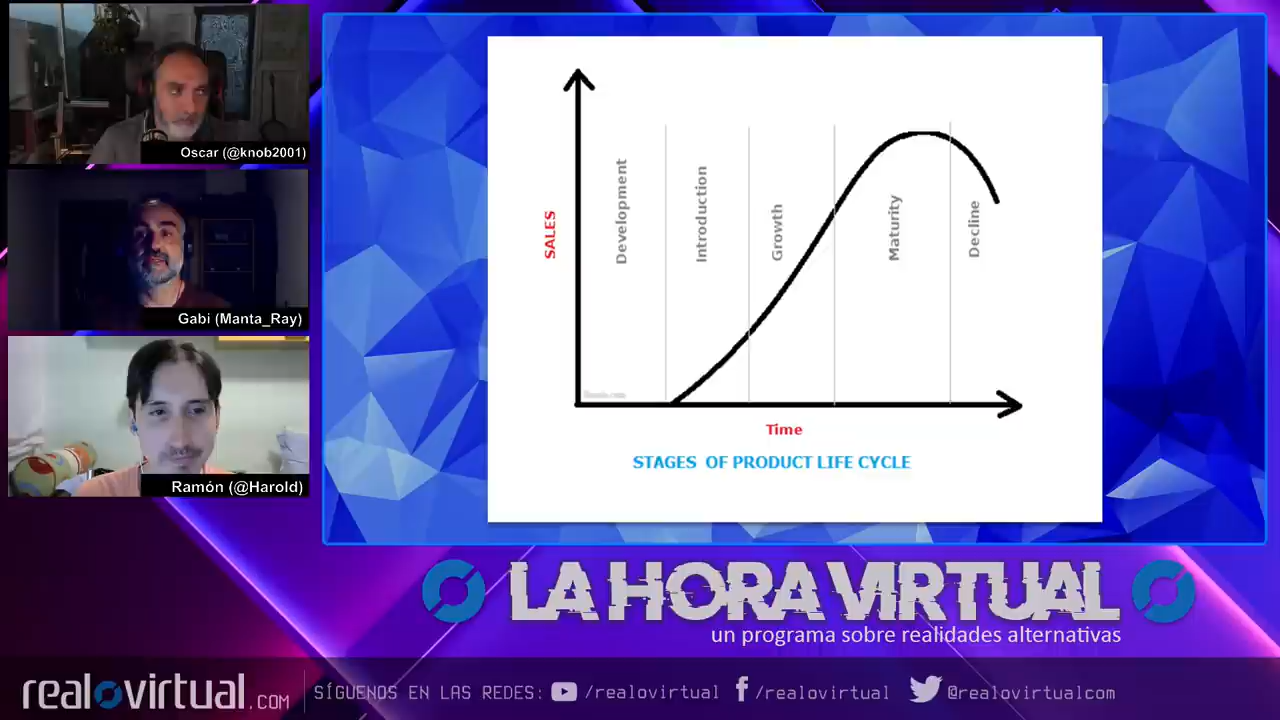 Oscar (@knob2001)
Gabi (Manta_Ray)
Ramón (@Harold)
SALES
Development
Introduction
Growth
Maturity
Decline
Time
STAGES OF PRODUCT LIFE CYCLE
LA HORA VIRTUAL
un programa sobre realidades alternativas
realovirtual.com
SÍGUENOS EN LAS REDES: /realovirtual /realovirtual @realovirtualcom